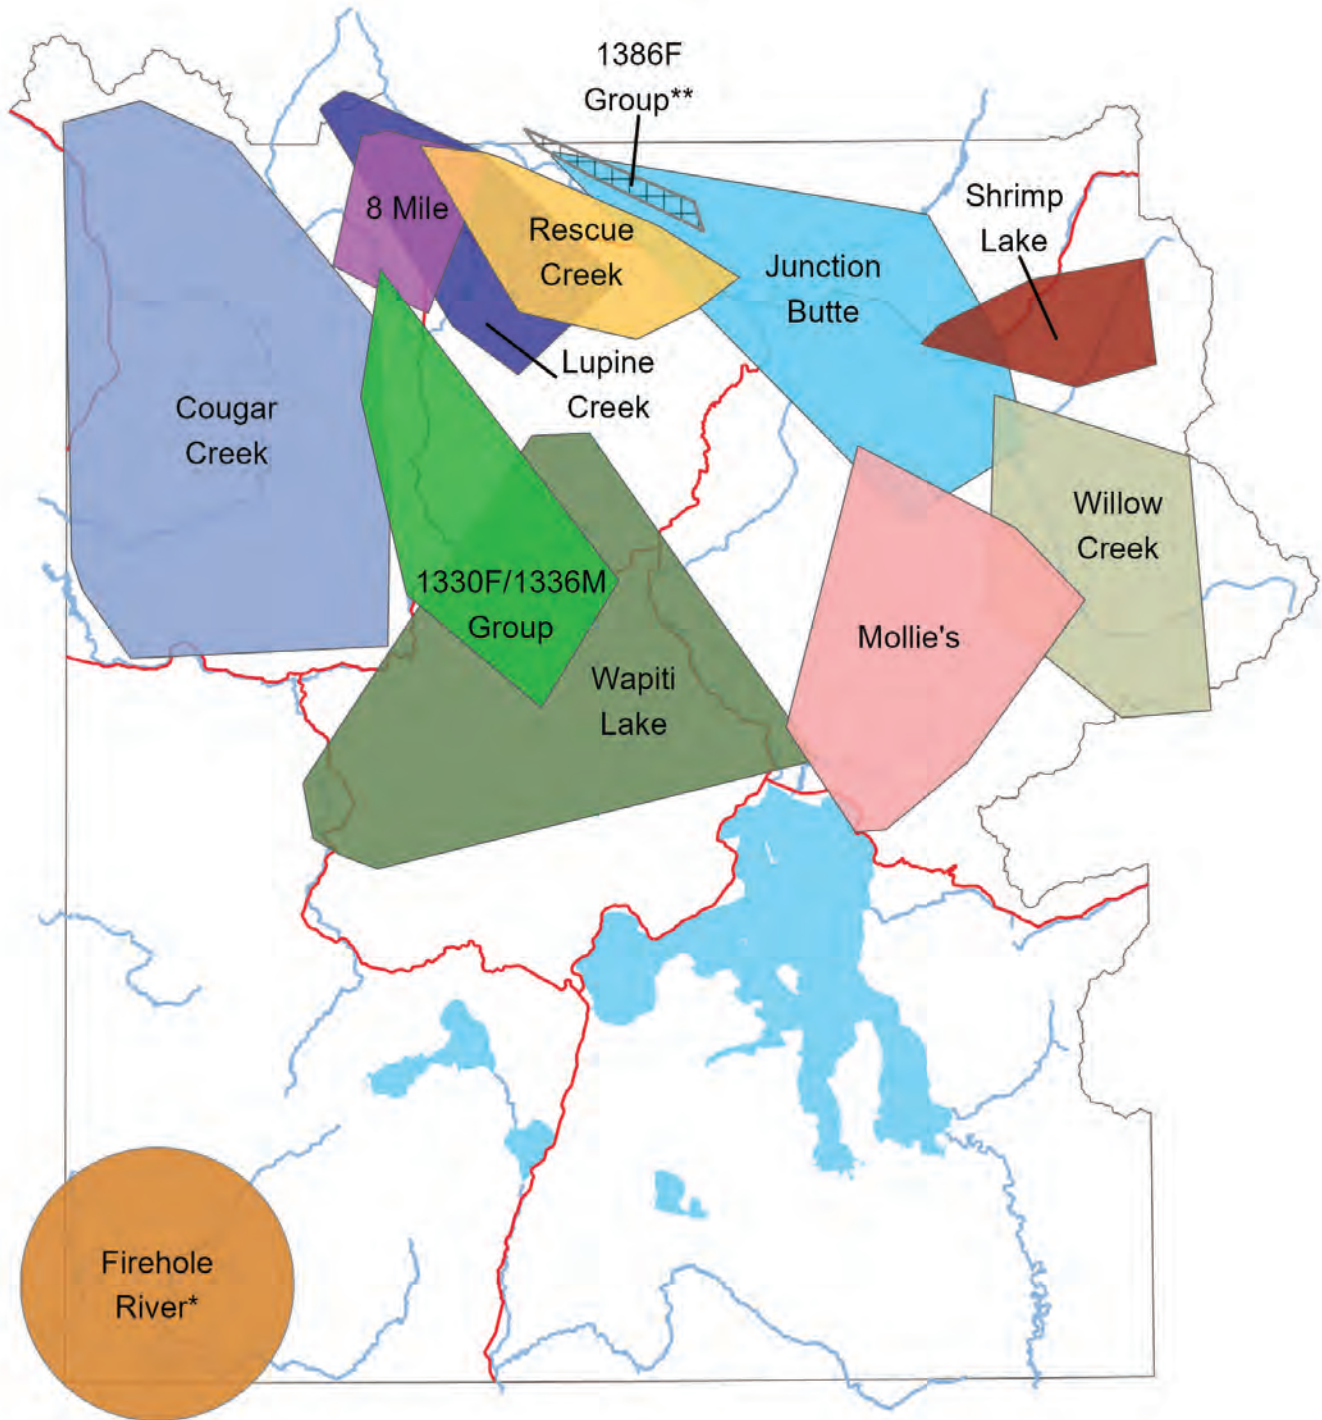 1386F
Group**
Shrimp
Lake
8 Mile
Rescue
Creek
Junction
Butte
Lupine
Creek
Cougar
Creek
Willow
Creek
1330F/1336M
Group
Mollie's
Wapiti
Lake
Firehole
River*